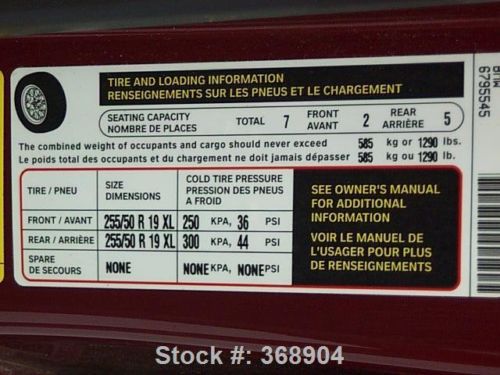 TIRE AND LOADING INFORMATION
RENSEIGNEMENTS SUR LES PNEUS ET LE CHARGEMENT
SEATING CAPACITY
NOMBRE DE PLACES
TOTAL 7
FRONT
AVANT 2
REAR
ARRIÈRE 5
The combined weight of occupants and cargo should never exceed 585 kg or 1290 lbs.
Le poids total des occupants et du chargement ne doit jamais dépasser 585 kg ou 1290 lb.
TIRE / PNEU
SIZE
DIMENSIONS
COLD TIRE PRESSURE
PRESSION DES PNEUS
A FROID
FRONT / AVANT 255/50 R 19 XL 250 KPA, 36 PSI
REAR / ARRIÈRE 255/50 R 19 XL 300 KPA, 44 PSI
SPARE
DE SECOURS NONE NONE KPA, NONE PSI
SEE OWNER'S MANUAL
FOR ADDITIONAL
INFORMATION
VOIR LE MANUEL DE
L'USAGER POUR PLUS
DE RENSEIGNEMENTS
6795545
Stock #: 368904